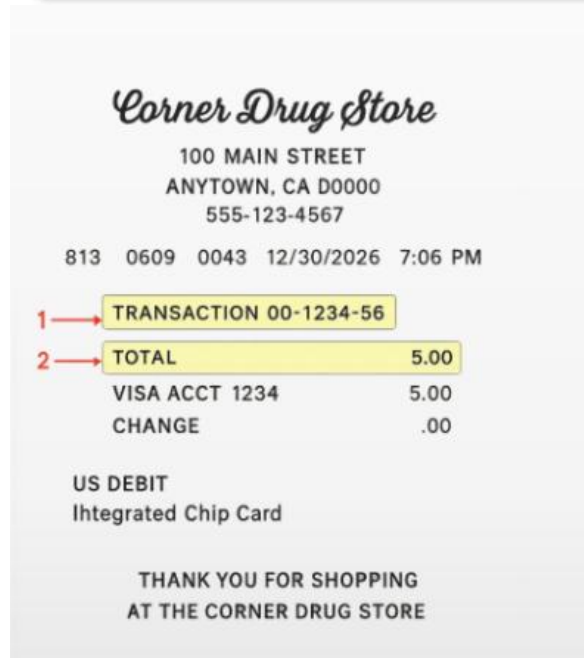 Corner Drug Store
100 MAIN STREET
ANYTOWN, CA D0000
555-123-4567
813 0609 0043 12/30/2026 7:06 PM
1 TRANSACTION 00-1234-56
2 TOTAL 5.00
VISA ACCT 1234 5.00
CHANGE .00
US DEBIT
Ihtegrated Chip Card
THANK YOU FOR SHOPPING
AT THE CORNER DRUG STORE